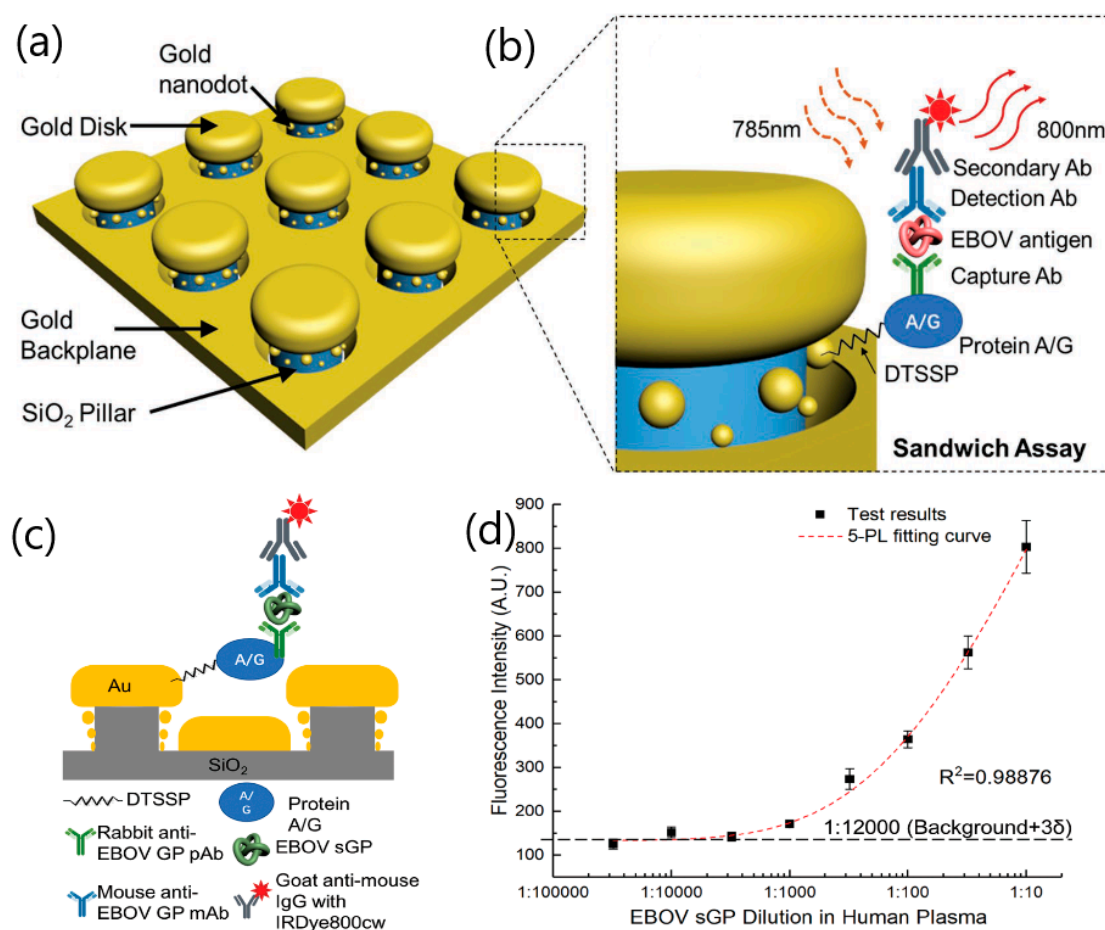 (a)
Gold
nanodot
Gold Disk
Gold
Backplane
SiO₂ Pillar
(b)
785nm
800nm
Secondary Ab
Detection Ab
EBOV antigen
Capture Ab
A/G
Protein A/G
DTSSP
Sandwich Assay
(c)
A/G
Au
SiO₂
DTSSP
A/
G
Protein
A/G
Rabbit anti-
EBOV GP pAb
EBOV sGP
Mouse anti-
EBOV GP mAb
Goat anti-mouse
IgG with
IRDye800cw
(d)
Fluorescence Intensity (A.U.)
900
800
700
600
500
400
300
200
100
Test results
5-PL fitting curve
R²=0.98876
1:12000 (Background+3δ)
1:100000
1:10000
1:1000
1:100
1:10
EBOV sGP Dilution in Human Plasma